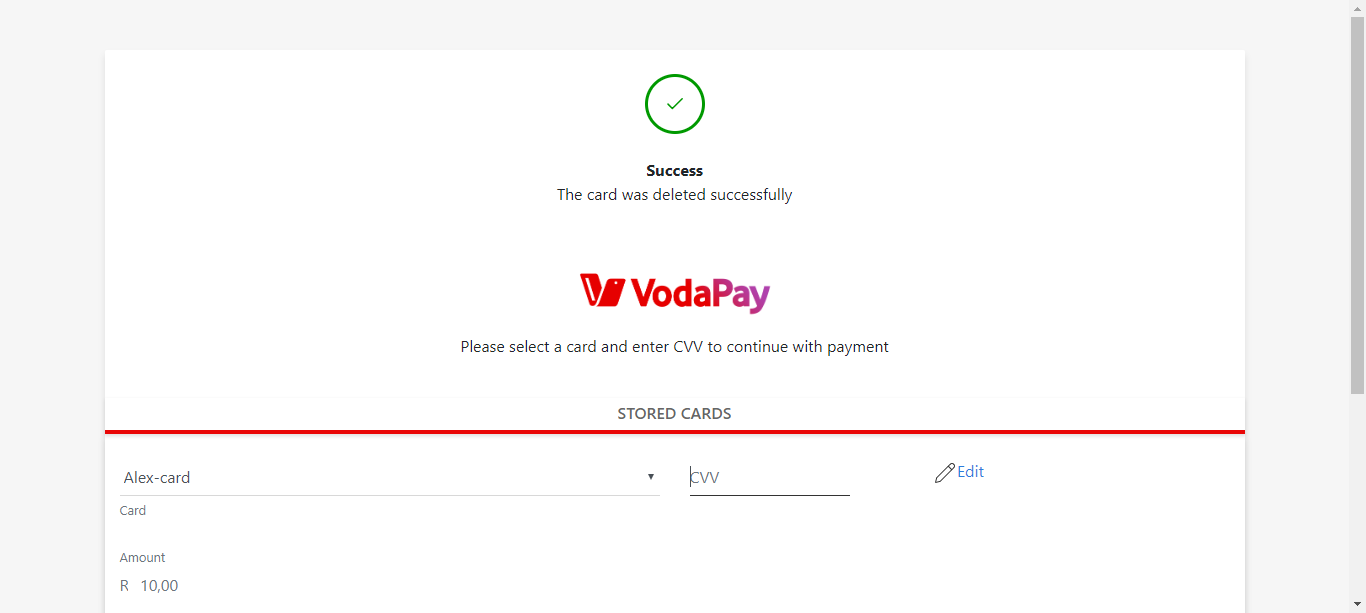 Success
The card was deleted successfully
VodaPay
Please select a card and enter CVV to continue with payment
STORED CARDS
Alex-card
CVV
Edit
Card
Amount
R 10,00